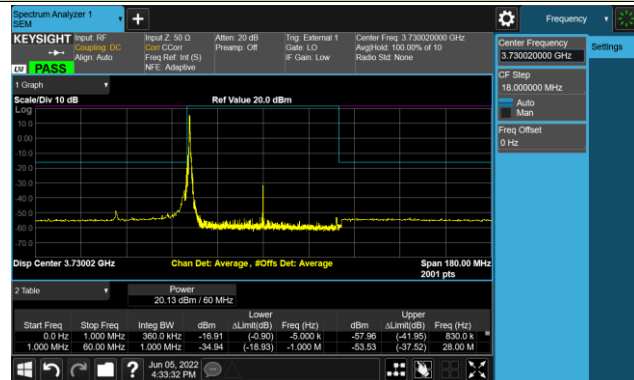 Spectrum Analyzer 1
SEM
Frequency
KEYSIGHT
Input: RF
Coupling: DC
Align: Auto
Input Z: 50 Ω
Corr CCorr
Freq Ref: Int (S)
NFE: Adaptive
Atten: 20 dB
Preamp: Off
Trig: External 1
Gate: LO
IF Gain: Low
Center Freq: 3.730020000 GHz
Avg|Hold: 100.00% of 10
Radio Std: None
LXI PASS
Center Frequency
3.730020000 GHz
Settings
CF Step
18.000000 MHz
Auto
Man
Freq Offset
0 Hz
1 Graph
Scale/Div 10 dB
Ref Value 20.0 dBm
Log
10.0
0.00
-10.0
-20.0
-30.0
-40.0
-50.0
-60.0
-70.0
Disp Center 3.73002 GHz
Chan Det: Average , #Offs Det: Average
Span 180.00 MHz
2001 pts
2 Table
Power
20.13 dBm / 60 MHz
Lower Upper
Start Freq Stop Freq Integ BW dBm ΔLimit(dB) Freq (Hz) dBm ΔLimit(dB) Freq (Hz)
0.0 Hz 1.000 MHz 360.0 kHz -16.91 (-0.90) -5.000 k -57.96 (-41.95) 830.0 k
1.000 MHz 60.00 MHz 1.000 MHz -34.94 (-18.93) -1.000 M -53.53 (-37.52) 28.00 M
Jun 05, 2022
4:33:32 PM